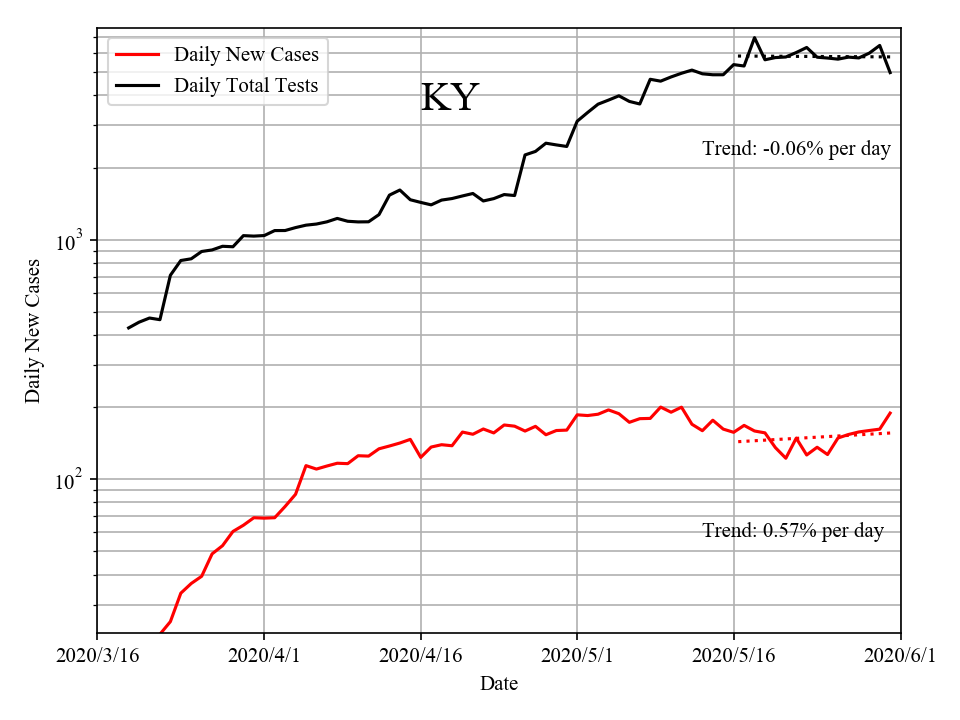 Daily New Cases
Daily Total Tests
KY
Trend: -0.06% per day
10^3
Daily New Cases
10^2
Trend: 0.57% per day
2020/3/16 2020/4/1 2020/4/16 2020/5/1 2020/5/16 2020/6/1
Date